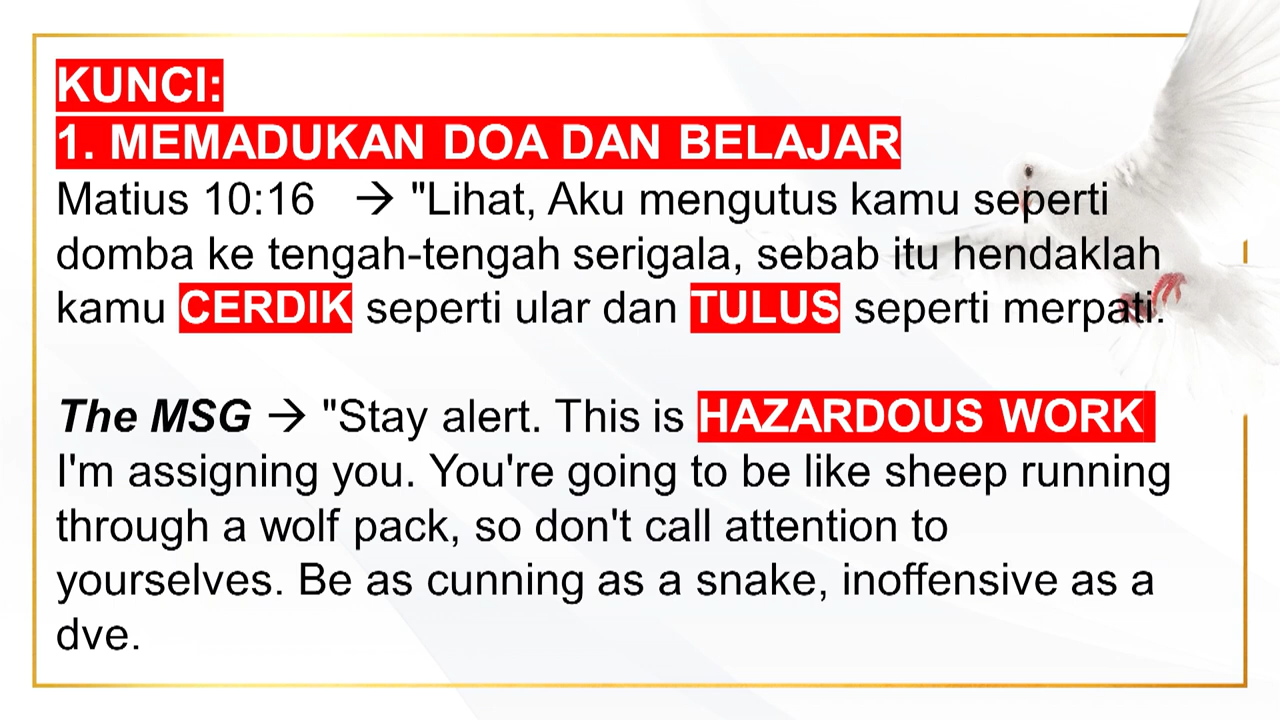 KUNCI:
1. MEMADUKAN DOA DAN BELAJAR
Matius 10:16 → "Lihat, Aku mengutus kamu seperti
domba ke tengah-tengah serigala, sebab itu hendaklah
kamu CERDIK seperti ular dan TULUS seperti merpati.
The MSG → "Stay alert. This is HAZARDOUS WORK
I'm assigning you. You're going to be like sheep running
through a wolf pack, so don't call attention to
yourselves. Be as cunning as a snake, inoffensive as a
dve.